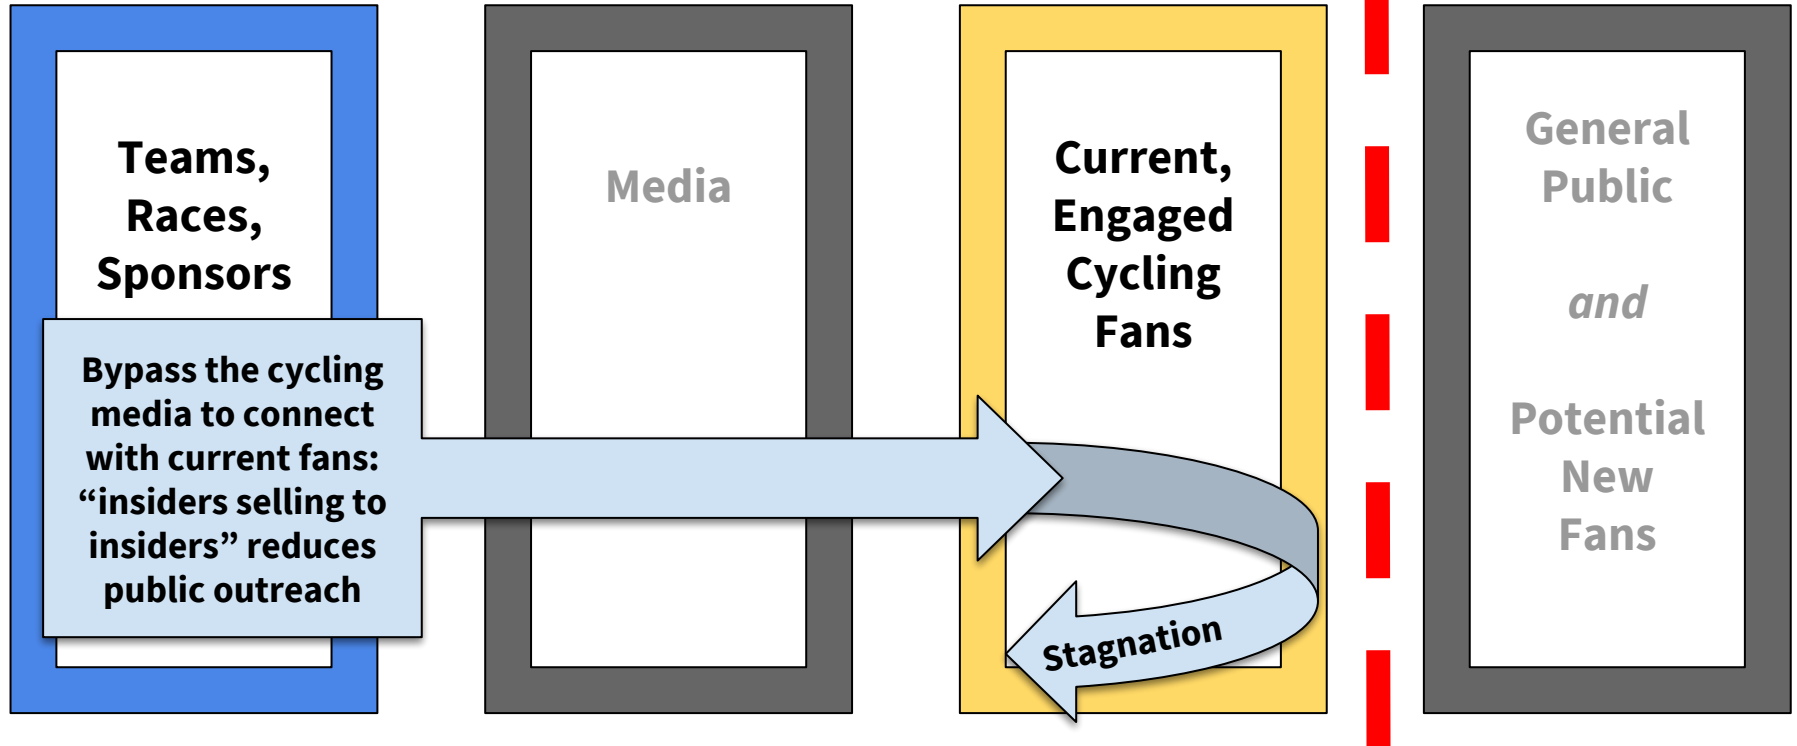 Teams,
Races,
Sponsors
Bypass the cycling
media to connect
with current fans:
“insiders selling to
insiders” reduces
public outreach
Media
Current,
Engaged
Cycling
Fans
Stagnation
General
Public
and
Potential
New
Fans